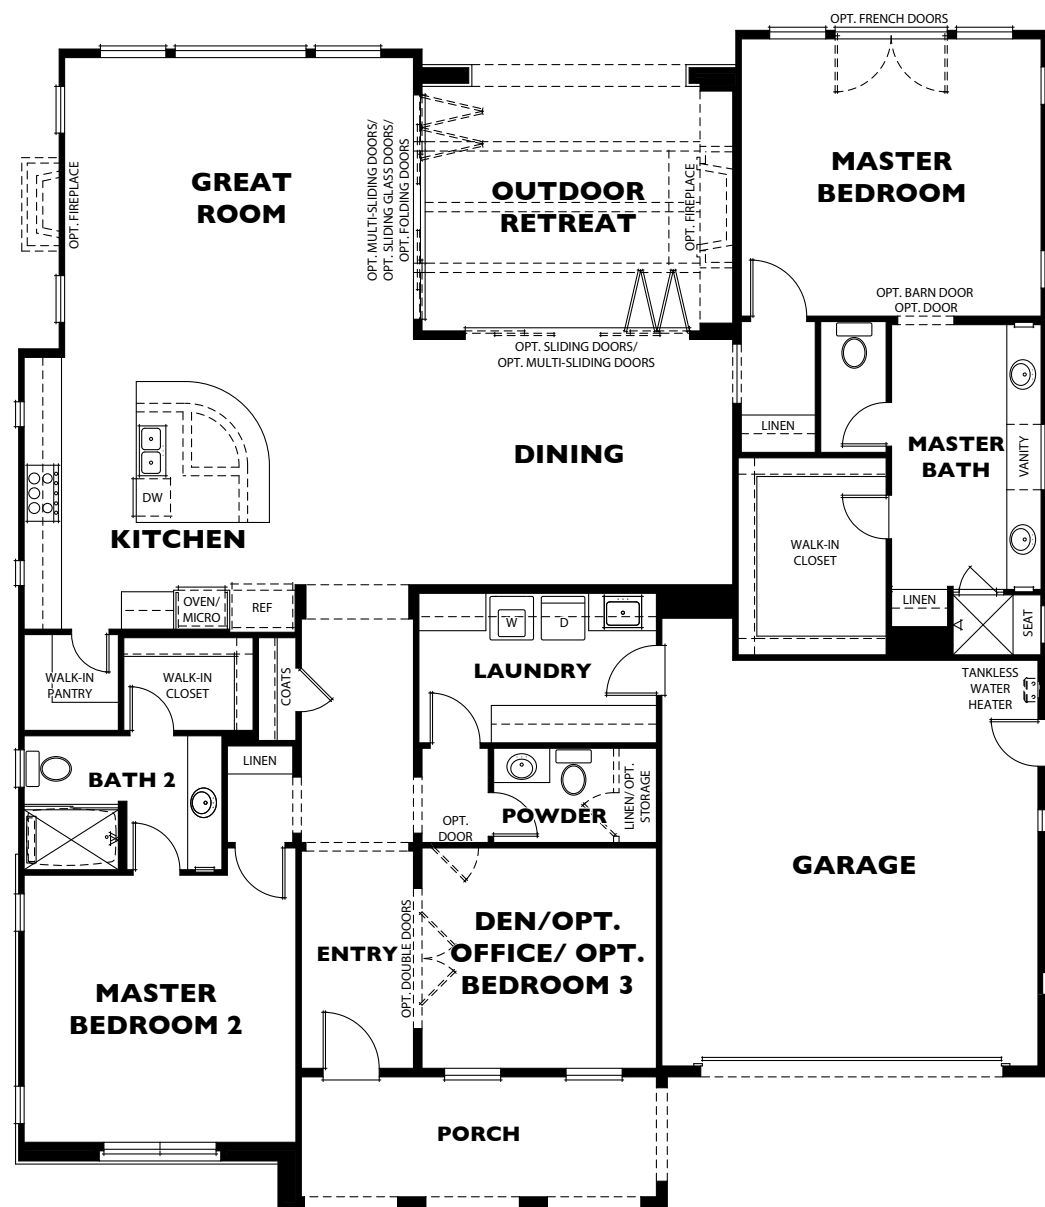 OPT. FRENCH DOORS
OPT. FIREPLACE
GREAT
ROOM
OPT. MULTI-SLIDING DOORS/
OPT. SLIDING GLASS DOORS/
OPT. FOLDING DOORS
OUTDOOR
RETREAT
OPT. FIREPLACE
MASTER
BEDROOM
OPT. BARN DOOR
OPT. DOOR
OPT. SLIDING DOORS/
OPT. MULTI-SLIDING DOORS
LINEN
MASTER
BATH
VANITY
DINING
DW
KITCHEN
WALK-IN
CLOSET
OVEN/
MICRO
REF
W
D
LINEN
SEAT
WALK-IN
PANTRY
WALK-IN
CLOSET
COATS
LAUNDRY
TANKLESS
WATER
HEATER
BATH 2
LINEN
OPT.
DOOR
POWDER
LINEN/OPT.
STORAGE
GARAGE
ENTRY
OPT. DOUBLE DOORS
DEN/OPT.
OFFICE/ OPT.
BEDROOM 3
MASTER
BEDROOM 2
PORCH